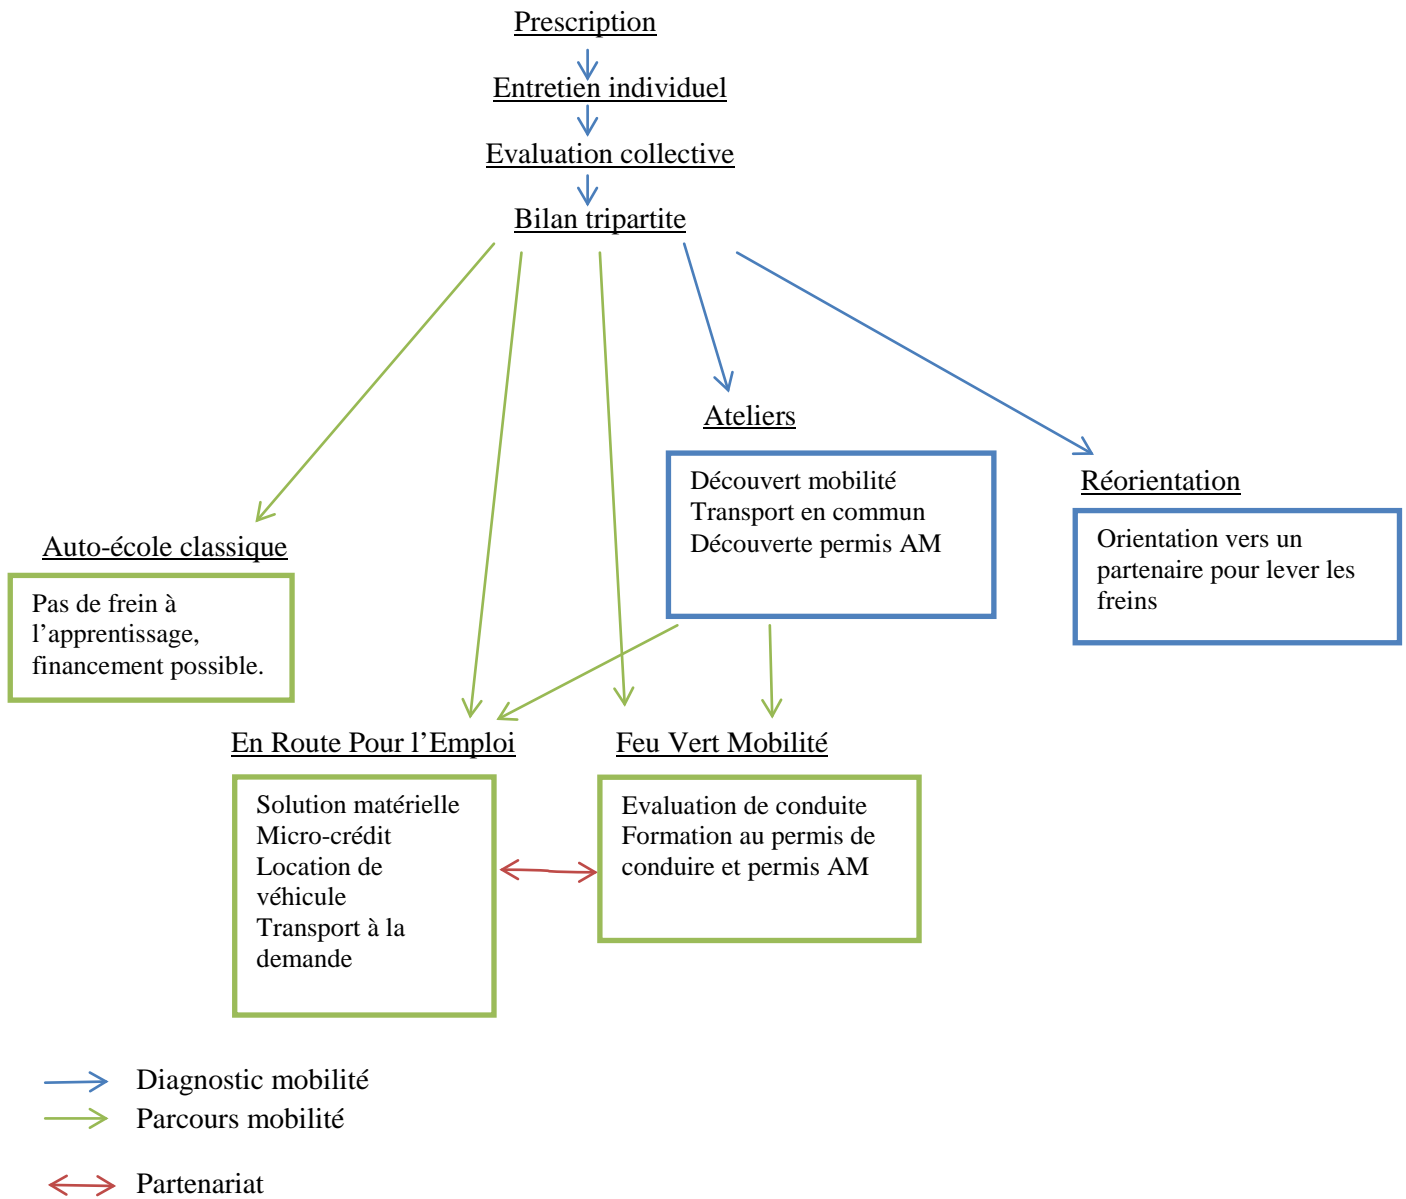 Prescription
Entretien individuel
Evaluation collective
Bilan tripartite
Ateliers
Découvert mobilité
Transport en commun
Découverte permis AM
Réorientation
Orientation vers un
partenaire pour lever les
freins
Auto-école classique
Pas de frein à
l’apprentissage,
financement possible.
En Route Pour l’Emploi
Solution matérielle
Micro-crédit
Location de
véhicule
Transport à la
demande
Feu Vert Mobilité
Evaluation de conduite
Formation au permis de
conduire et permis AM
Diagnostic mobilité
Parcours mobilité
Partenariat